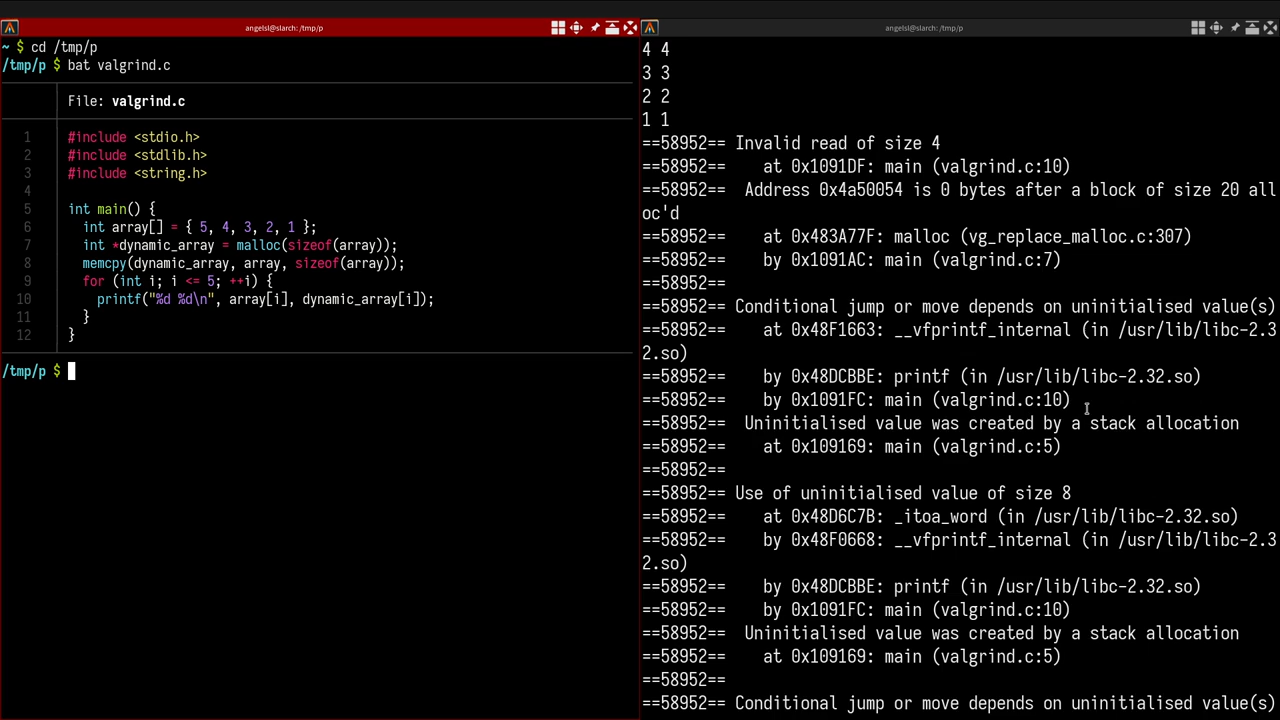 angelsl@slarch: /tmp/p
~ $ cd /tmp/p
/tmp/p $ bat valgrind.c
File: valgrind.c
1 #include <stdio.h>
2 #include <stdlib.h>
3 #include <string.h>
4
5 int main() {
6 int array[] = { 5, 4, 3, 2, 1 };
7 int *dynamic_array = malloc(sizeof(array));
8 memcpy(dynamic_array, array, sizeof(array));
9 for (int i; i <= 5; ++i) {
10 printf("%d %d\n", array[i], dynamic_array[i]);
11 }
12 }
/tmp/p $
angelsl@slarch: /tmp/p
4 4
3 3
2 2
1 1
==58952== Invalid read of size 4
==58952==    at 0x1091DF: main (valgrind.c:10)
==58952==  Address 0x4a50054 is 0 bytes after a block of size 20 all
oc'd
==58952==    at 0x483A77F: malloc (vg_replace_malloc.c:307)
==58952==    by 0x1091AC: main (valgrind.c:7)
==58952==
==58952== Conditional jump or move depends on uninitialised value(s)
==58952==    at 0x48F1663: __vfprintf_internal (in /usr/lib/libc-2.3
2.so)
==58952==    by 0x48DCBBE: printf (in /usr/lib/libc-2.32.so)
==58952==    by 0x1091FC: main (valgrind.c:10)
==58952==  Uninitialised value was created by a stack allocation
==58952==    at 0x109169: main (valgrind.c:5)
==58952==
==58952== Use of uninitialised value of size 8
==58952==    at 0x48D6C7B: _itoa_word (in /usr/lib/libc-2.32.so)
==58952==    by 0x48F0668: __vfprintf_internal (in /usr/lib/libc-2.3
2.so)
==58952==    by 0x48DCBBE: printf (in /usr/lib/libc-2.32.so)
==58952==    by 0x1091FC: main (valgrind.c:10)
==58952==  Uninitialised value was created by a stack allocation
==58952==    at 0x109169: main (valgrind.c:5)
==58952==
==58952== Conditional jump or move depends on uninitialised value(s)